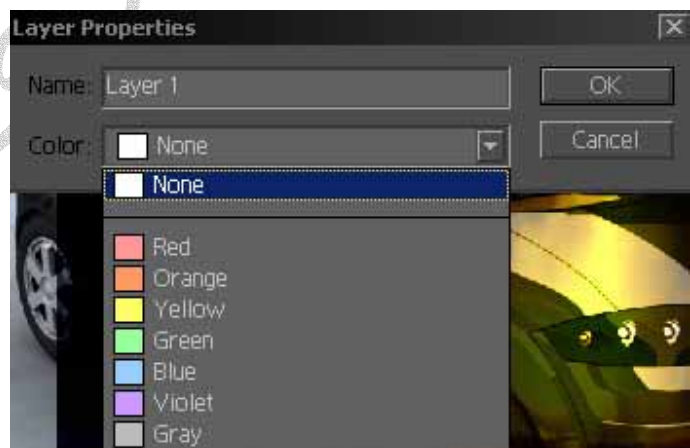 Layer Properties
Name: Layer 1
OK
Color: None
Cancel
None
Red
Orange
Yellow
Green
Blue
Violet
Gray